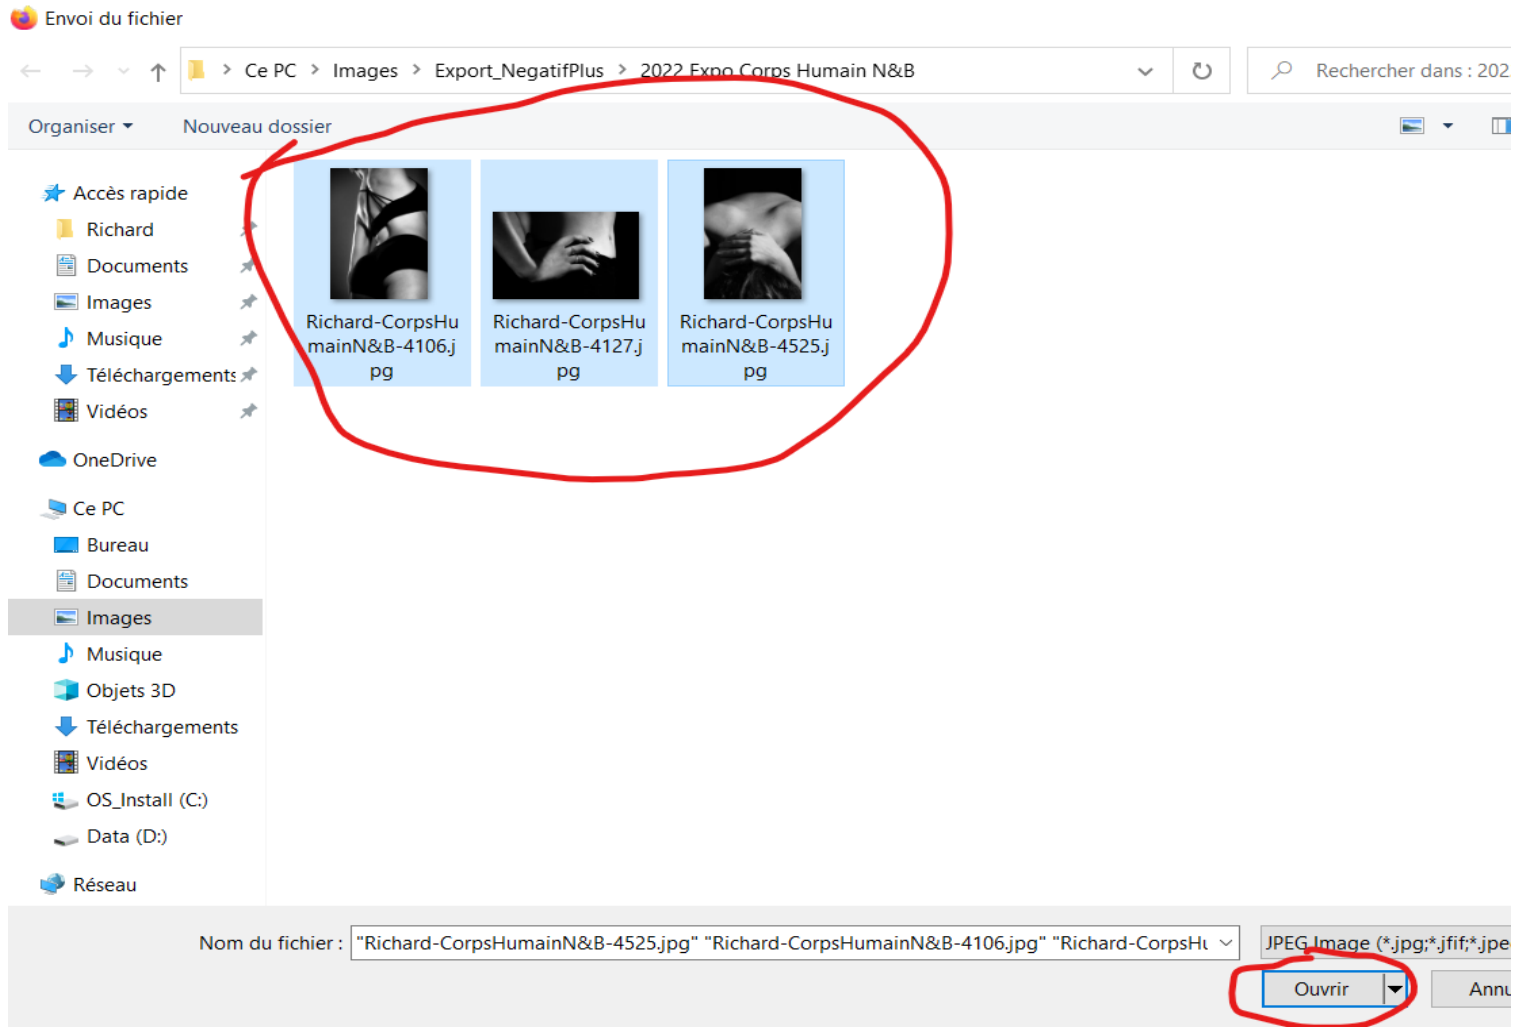 Envoi du fichier
Ce PC > Images > Export_NegatifPlus > 2022 Expo Corps Humain N&B
Rechercher dans : 202
Organiser
Nouveau dossier
Accès rapide
Richard
Documents
Images
Musique
Téléchargements
Vidéos
OneDrive
Ce PC
Bureau
Documents
Images
Musique
Objets 3D
Téléchargements
Vidéos
OS_Install (C:)
Data (D:)
Réseau
Richard-CorpsHu
mainN&B-4106.j
pg
Richard-CorpsHu
mainN&B-4127.j
pg
Richard-CorpsHu
mainN&B-4525.j
pg
Nom du fichier : "Richard-CorpsHumainN&B-4525.jpg" "Richard-CorpsHumainN&B-4106.jpg" "Richard-CorpsHu
JPEG Image (*.jpg;*.jfif;*.jpe
Ouvrir
Annu